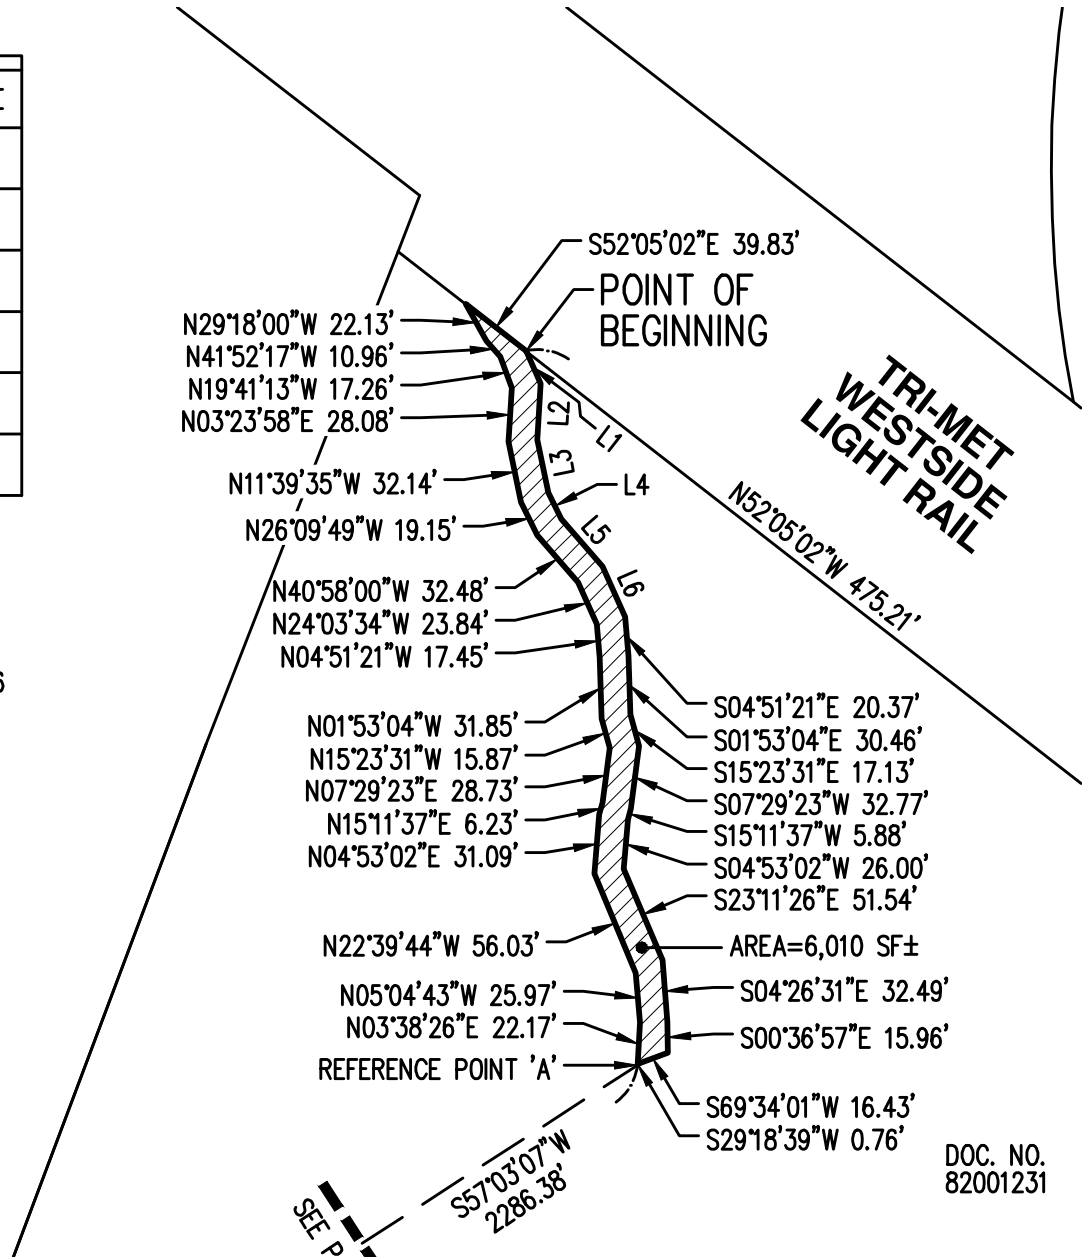 S52°05'02"E 39.83'
POINT OF
BEGINNING
N29°18'00"W 22.13'
N41°52'17"W 10.96'
N19°41'13"W 17.26'
N03°23'58"E 28.08'
N11°39'35"W 32.14'
N26°09'49"W 19.15'
N40°58'00"W 32.48'
N24°03'34"W 23.84'
N04°51'21"W 17.45'
N01°53'04"W 31.85'
N15°23'31"W 15.87'
N07°29'23"E 28.73'
N15°11'37"E 6.23'
N04°53'02"E 31.09'
N22°39'44"W 56.03'
N05°04'43"W 25.97'
N03°38'26"E 22.17'
REFERENCE POINT 'A'
L1
L2
L3
L4
L5
L6
TRI-MET
WESTSIDE
LIGHT RAIL
N52°05'02"W 475.21'
S04°51'21"E 20.37'
S01°53'04"E 30.46'
S15°23'31"E 17.13'
S07°29'23"W 32.77'
S15°11'37"W 5.88'
S04°53'02"W 26.00'
S23°11'26"E 51.54'
AREA=6,010 SF±
S04°26'31"E 32.49'
S00°36'57"E 15.96'
S69°34'01"W 16.43'
S29°18'39"W 0.76'
S57°03'07"W
2286.38'
SEE P
DOC. NO.
82001231